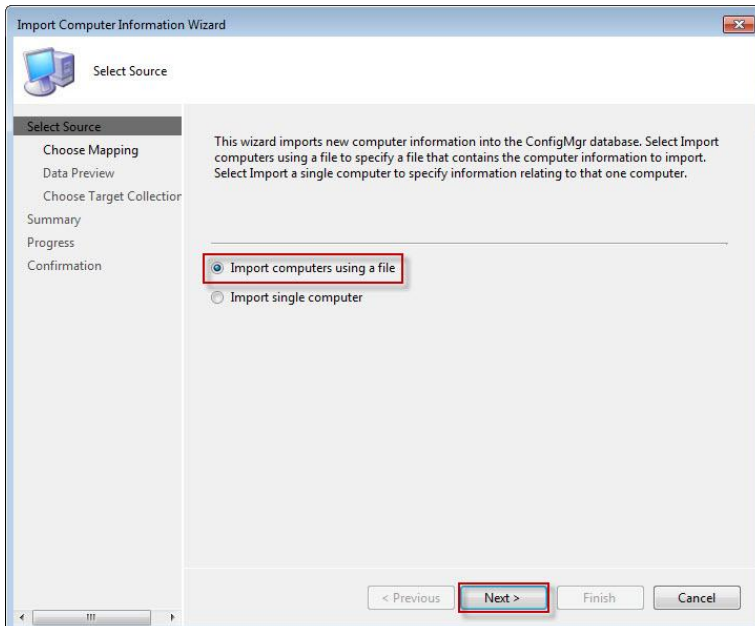 Import Computer Information Wizard
Select Source
Select Source
Choose Mapping
Data Preview
Choose Target Collection
Summary
Progress
Confirmation
This wizard imports new computer information into the ConfigMgr database. Select Import
computers using a file to specify a file that contains the computer information to import.
Select Import a single computer to specify information relating to that one computer.
Import computers using a file
Import single computer
< Previous
Next >
Finish
Cancel